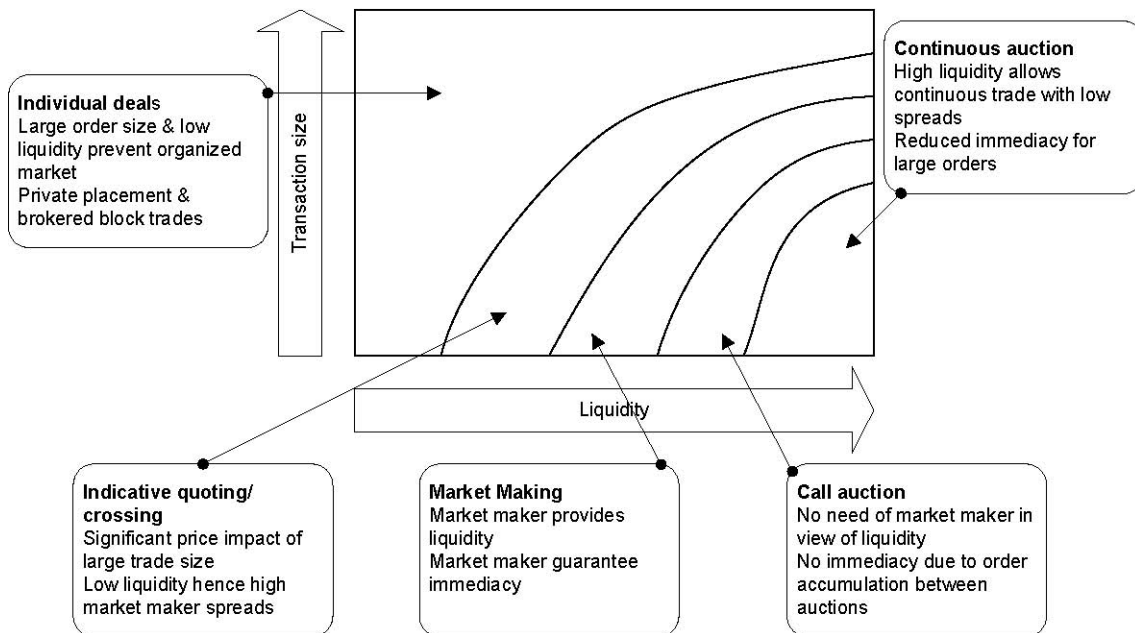 Transaction size
Continuous auction
High liquidity allows
continuous trade with low
spreads
Reduced immediacy for
large orders
Individual deals
Large order size & low
liquidity prevent organized
market
Private placement &
brokered block trades
Liquidity
Indicative quoting/
crossing
Significant price impact of
large trade size
Low liquidity hence high
market maker spreads
Market Making
Market maker provides
liquidity
Market maker guarantee
immediacy
Call auction
No need of market maker in
view of liquidity
No immediacy due to order
accumulation between
auctions